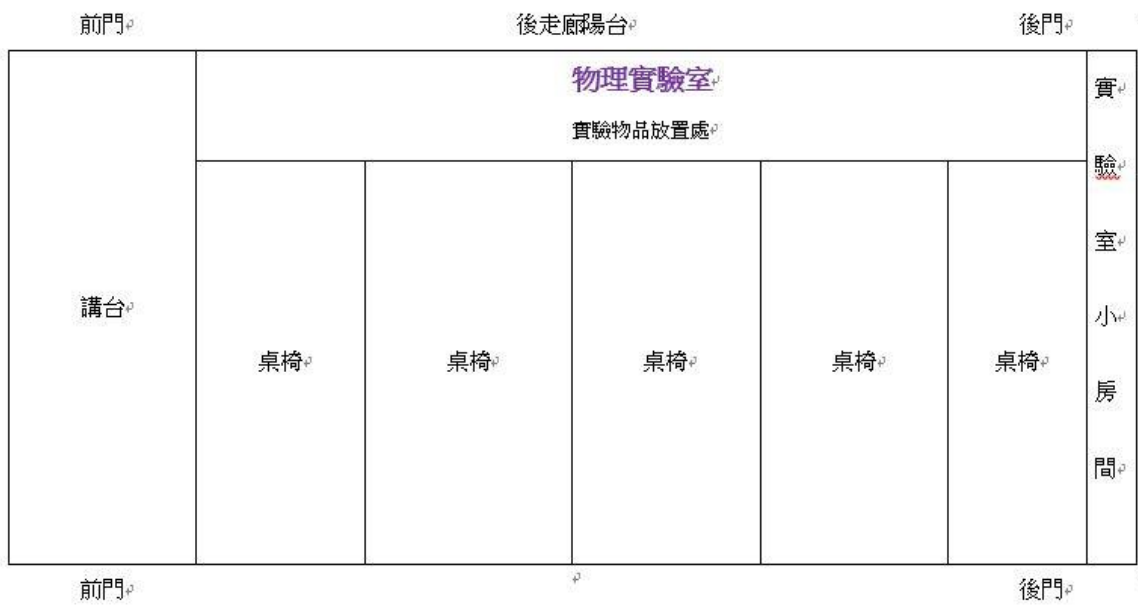 前門 後走廊陽台 後門
物理實驗室
實驗物品放置處
講台
桌椅 桌椅 桌椅 桌椅 桌椅
實
驗
室
小
房
間
前門 後門